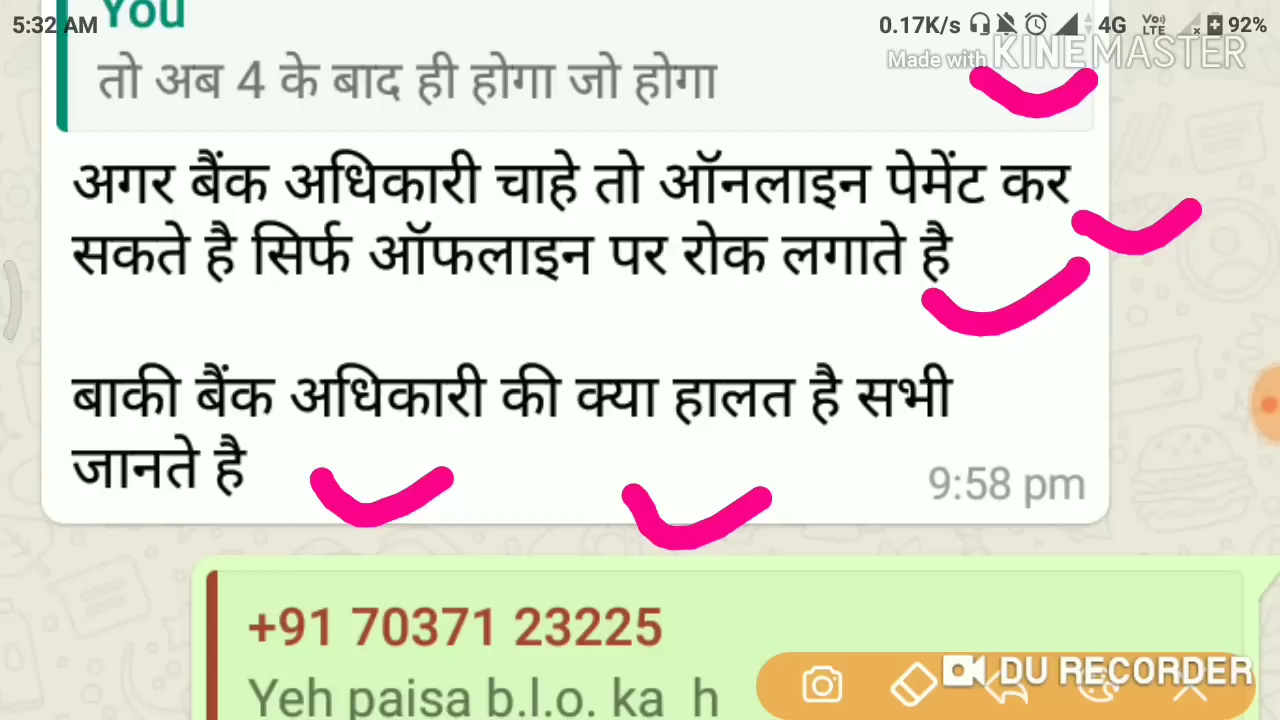 5:32 AM
0.17K/s 4G Vo) LTE 92%
Made with KINEMASTER
You
तो अब 4 के बाद ही होगा जो होगा
अगर बैंक अधिकारी चाहे तो ऑनलाइन पेमेंट कर
सकते है सिर्फ ऑफलाइन पर रोक लगाते है
बाकी बैंक अधिकारी की क्या हालत है सभी
जानते है
9:58 pm
+91 70371 23225
Yeh paisa b.l.o. ka h
DU RECORDER